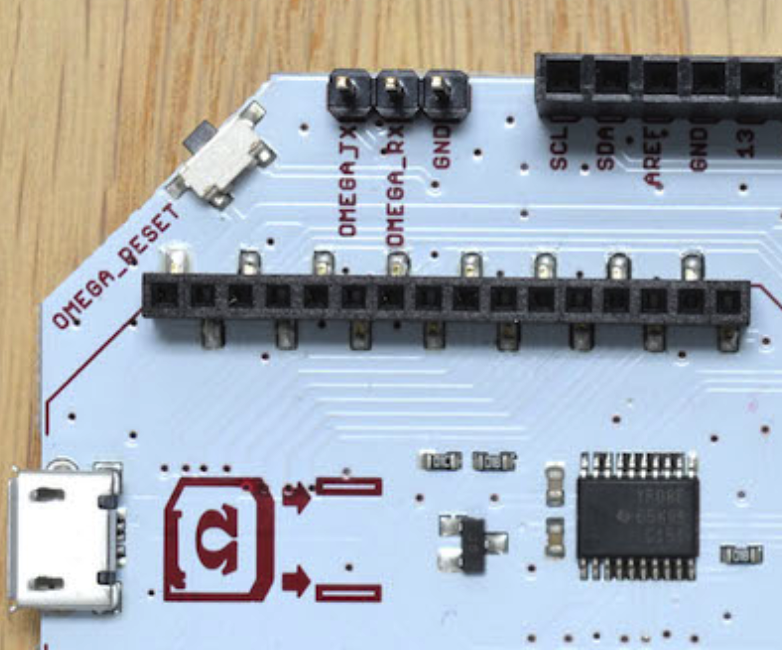 OMEGA_TX
OMEGA_RX
GND
SCL
SDA
AREF
GND
13
OMEGA_RESET
Ω